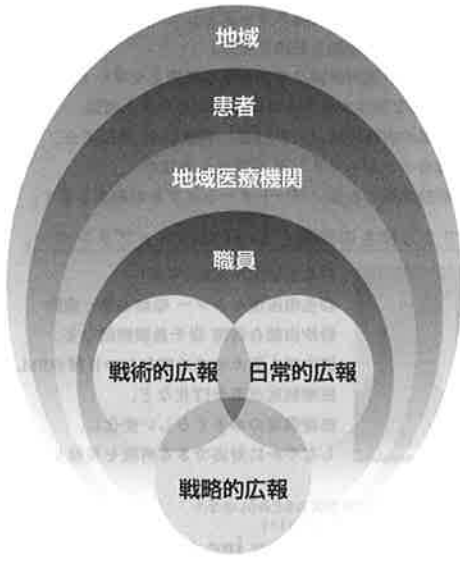 地域
患者
地域医療機関
職員
戦術的広報 日常的広報
戦略的広報